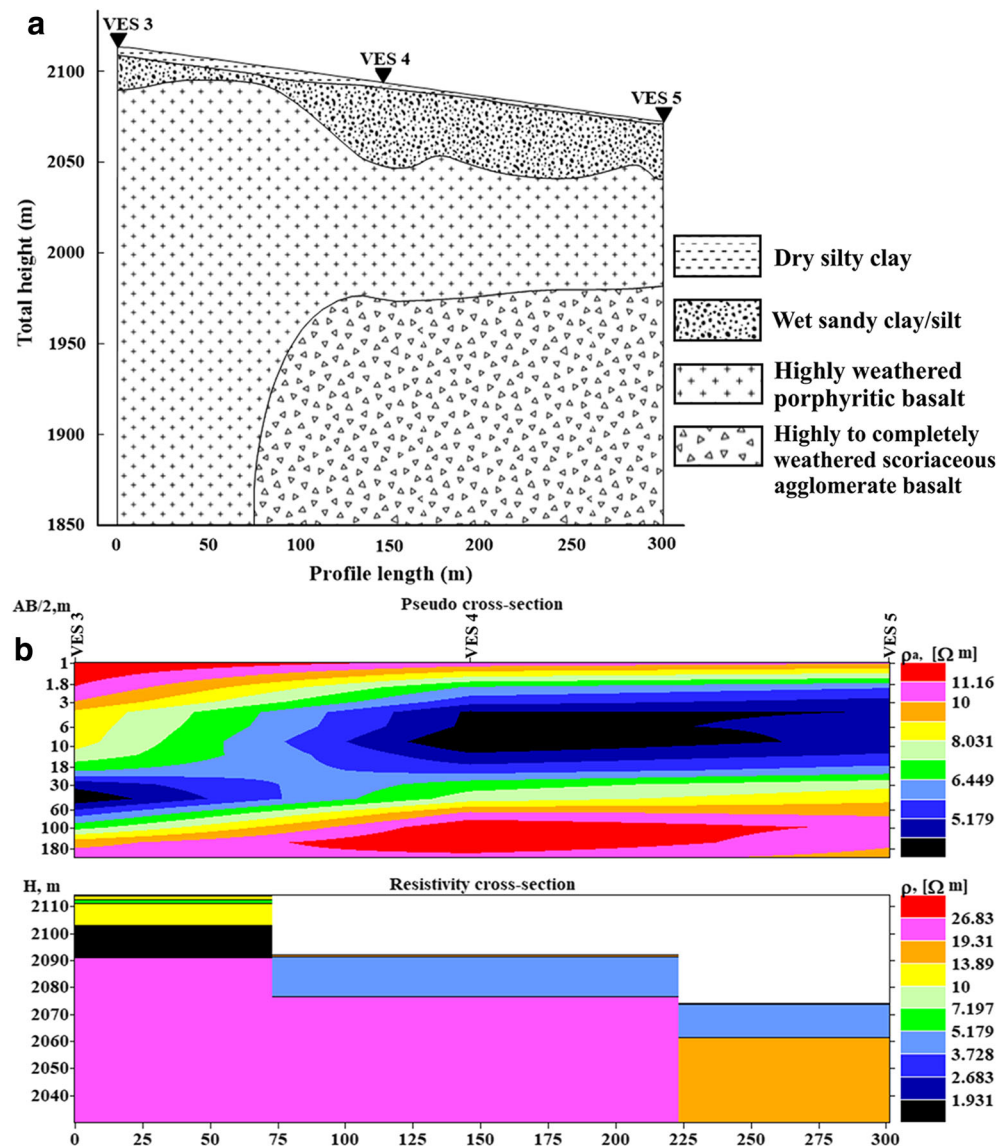 a
VES 3
VES 4
VES 5
2100
2050
2000
1950
1900
1850
Total height (m)
0 50 100 150 200 250 300
Profile length (m)
Dry silty clay
Wet sandy clay/silt
Highly weathered
porphyritic basalt
Highly to completely
weathered scoriaceous
agglomerate basalt
b
AB/2,m
Pseudo cross-section
VES 3
VES 4
VES 5
1
1.8
3
6
10
18
30
60
100
180
ρa, [Ω m]
11.16
10
8.031
6.449
5.179
H, m
Resistivity cross-section
2110
2100
2090
2080
2070
2060
2050
2040
0 25 50 75 100 125 150 175 200 225 250 275 301
ρ, [Ω m]
26.83
19.31
13.89
10
7.197
5.179
3.728
2.683
1.931